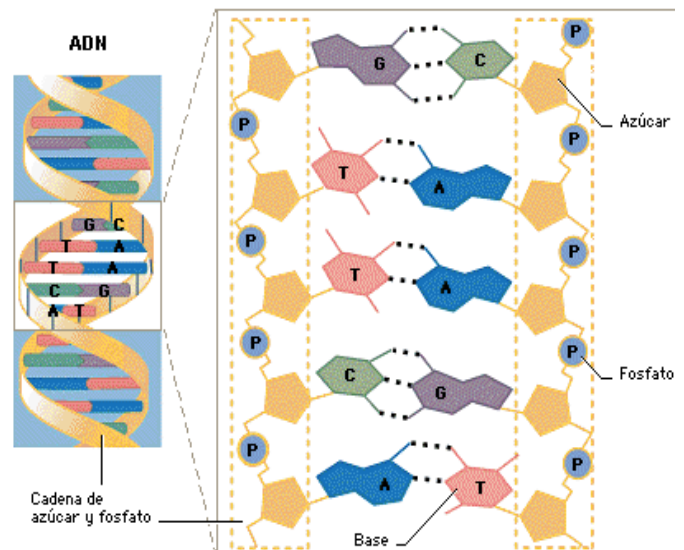 ADN
G C
T A
T A
C G
A T
Cadena de
azúcar y fosfato
P
G C
Azúcar
P P
T A
P P
T A
P P
Fosfato
C G
P P
A T
Base